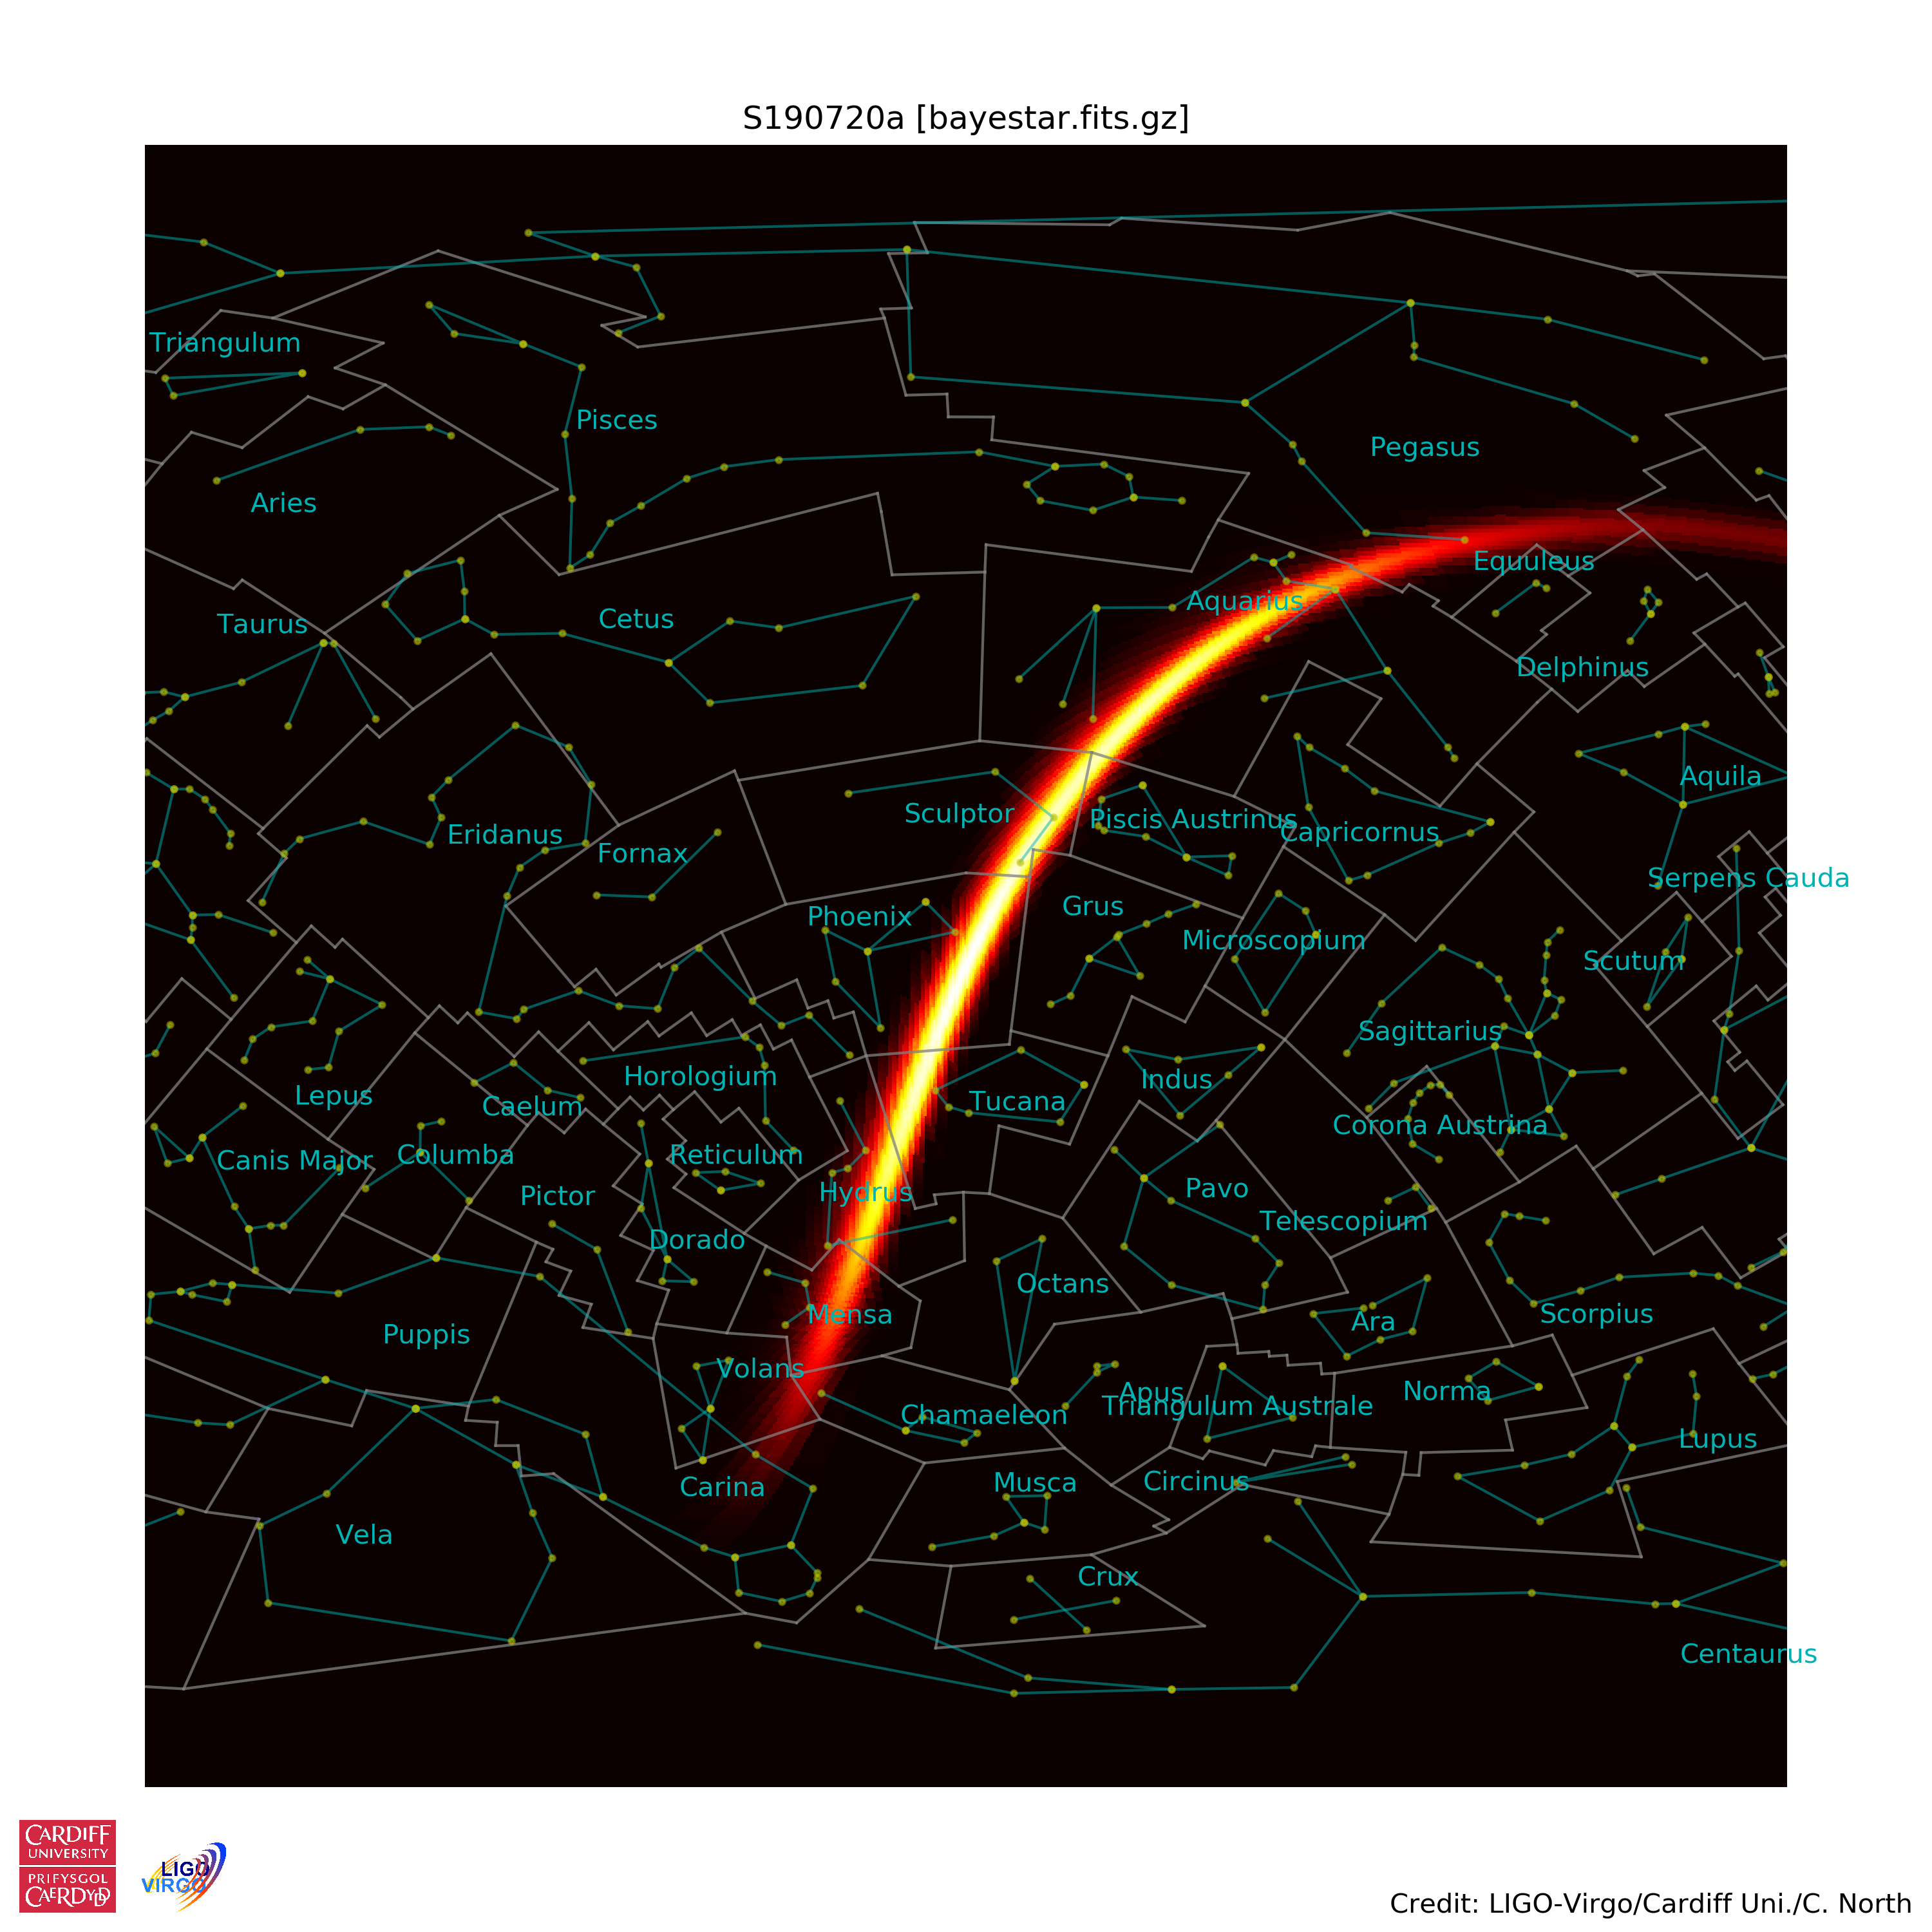 S190720a [bayestar.fits.gz]
Triangulum
Pisces
Pegasus
Aries
Equuleus
Aquarius
Cetus
Taurus
Delphinus
Aquila
Sculptor
Piscis Austrinus
Capricornus
Eridanus
Fornax
Serpens Cauda
Grus
Phoenix
Microscopium
Scutum
Sagittarius
Horologium
Indus
Lepus
Tucana
Caelum
Corona Austrina
Columba
Reticulum
Canis Major
Pavo
Hydrus
Pictor
Telescopium
Dorado
Octans
Mensa
Ara
Scorpius
Puppis
Volans
Norma
Apus
Triangulum Australe
Chamaeleon
Lupus
Musca
Circinus
Carina
Vela
Crux
Centaurus
CARDIFF
UNIVERSITY
PRIFYSGOL
CAERDYDD
LIGO
VIRGO
Credit: LIGO-Virgo/Cardiff Uni./C. North